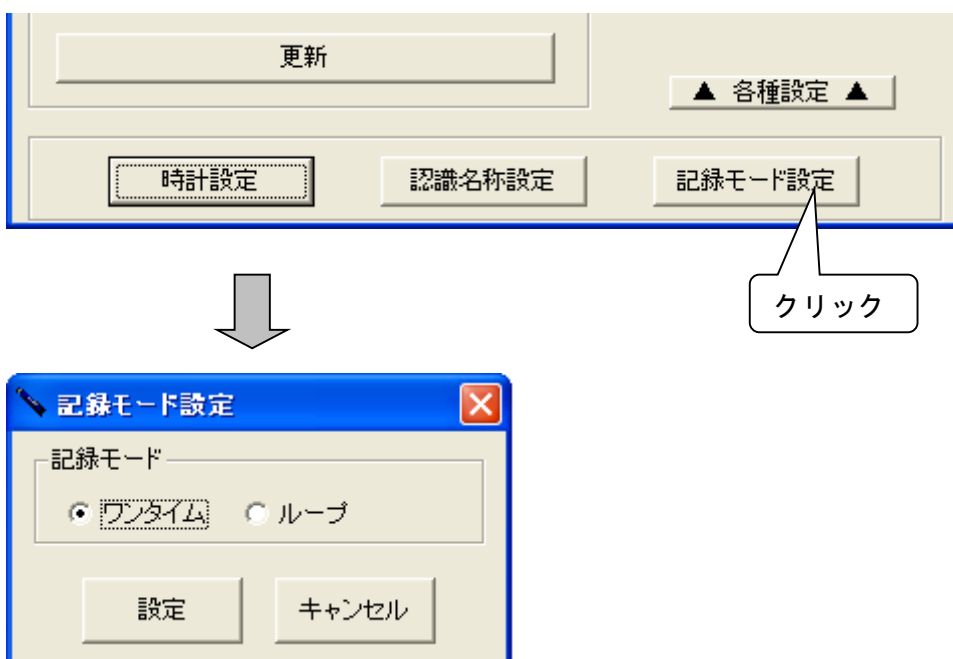 更新
▲ 各種設定 ▲
時計設定 認識名称設定 記録モード設定
クリック
記録モード設定
記録モード
ワンタイム ループ
設定 キャンセル